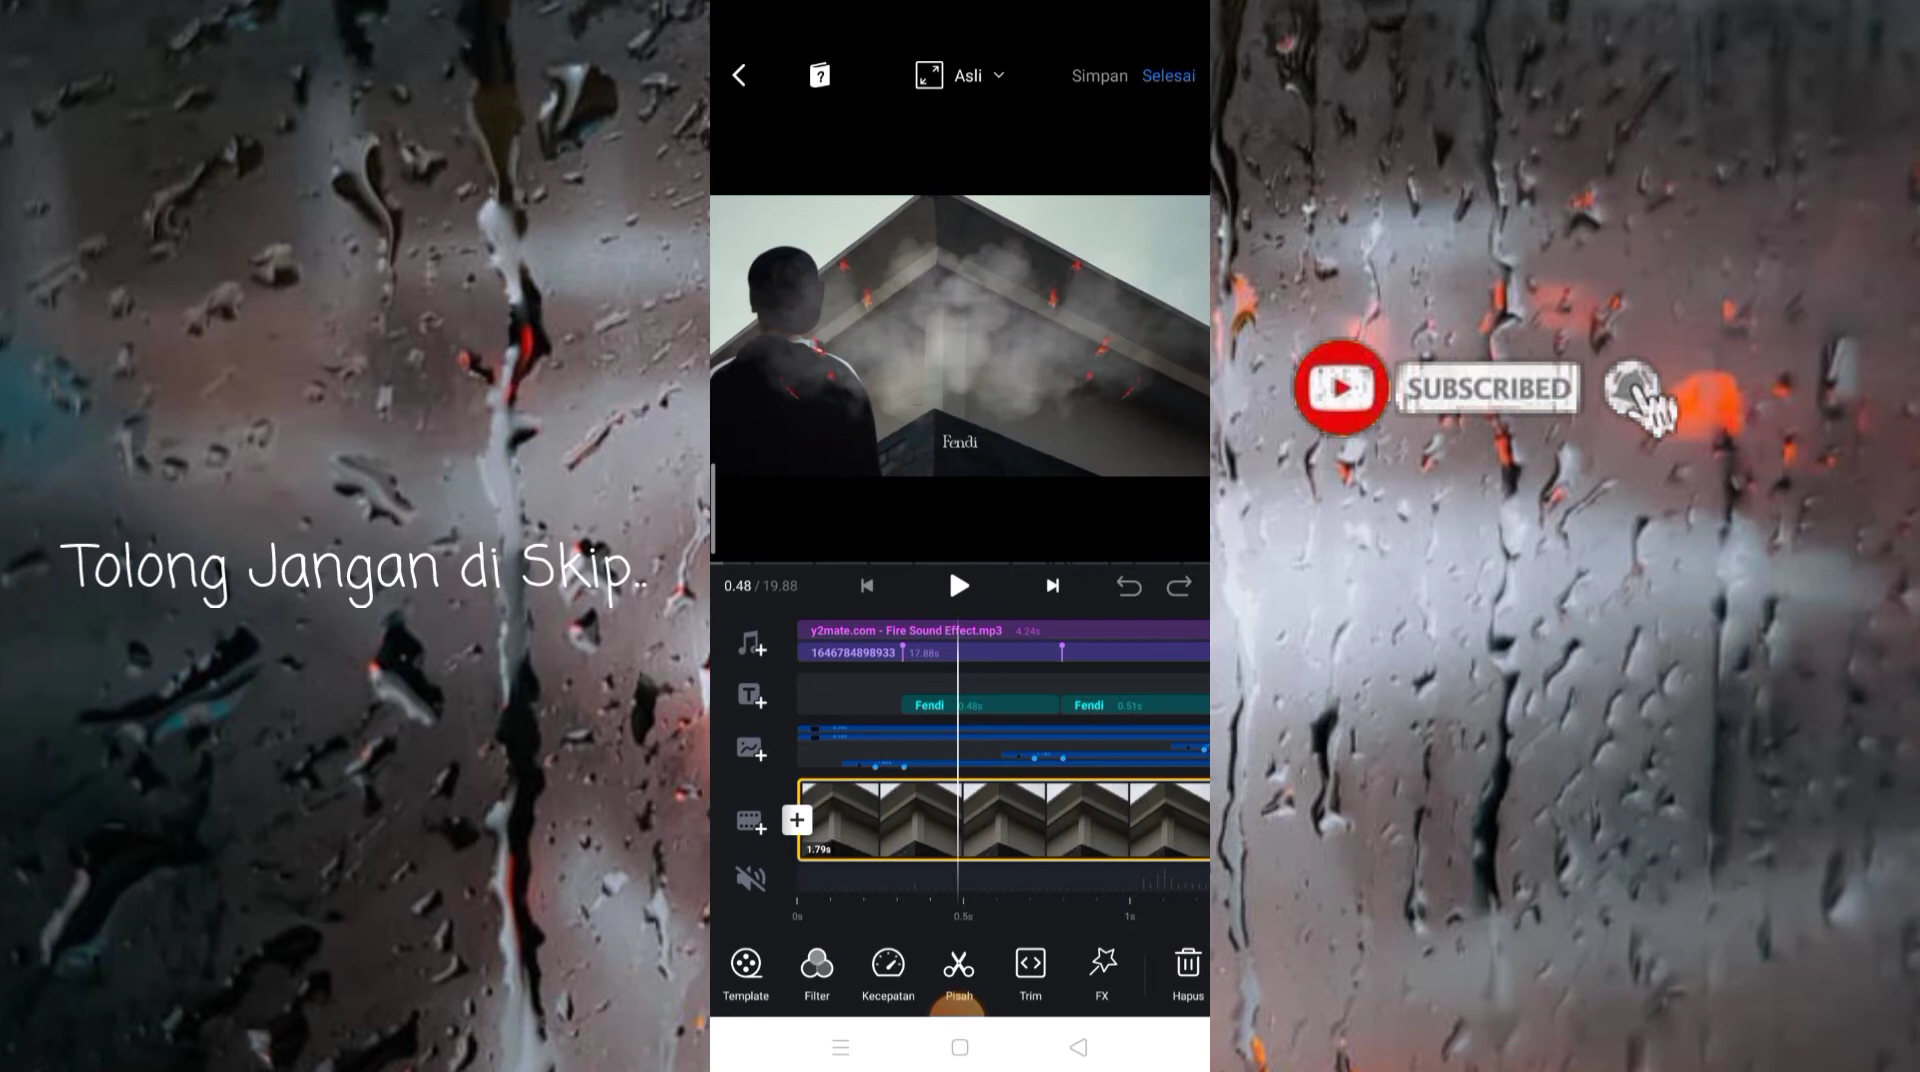 Asli
Simpan
Selesai
Fendi
SUBSCRIBED
Tolong Jangan di Skip..
0.48 / 19.88
y2mate.com - Fire Sound Effect.mp3 4.24s
1646784898933 17.88s
Fendi 0.48s
Fendi 0.51s
1.79s
0s
0.5s
1s
Template
Filter
Kecepatan
Pisah
Trim
FX
Hapus